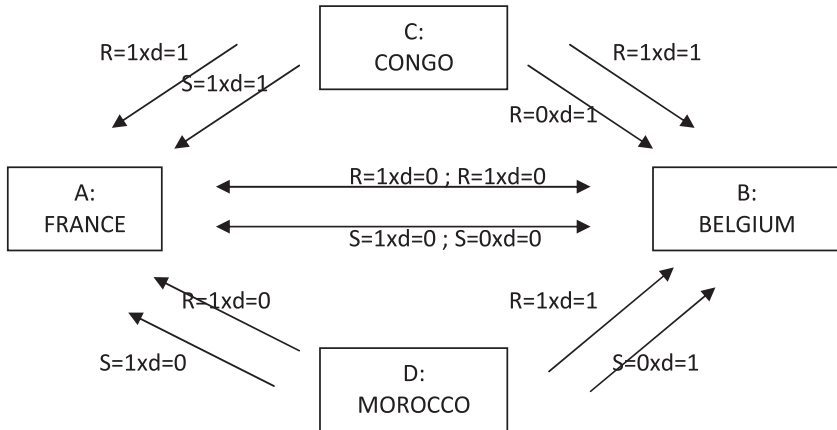 C:
CONGO
R=1xd=1
S=1xd=1
R=1xd=1
R=0xd=1
A:
FRANCE
R=1xd=0 ; R=1xd=0
S=1xd=0 ; S=0xd=0
B:
BELGIUM
R=1xd=0
S=1xd=0
R=1xd=1
S=0xd=1
D:
MOROCCO